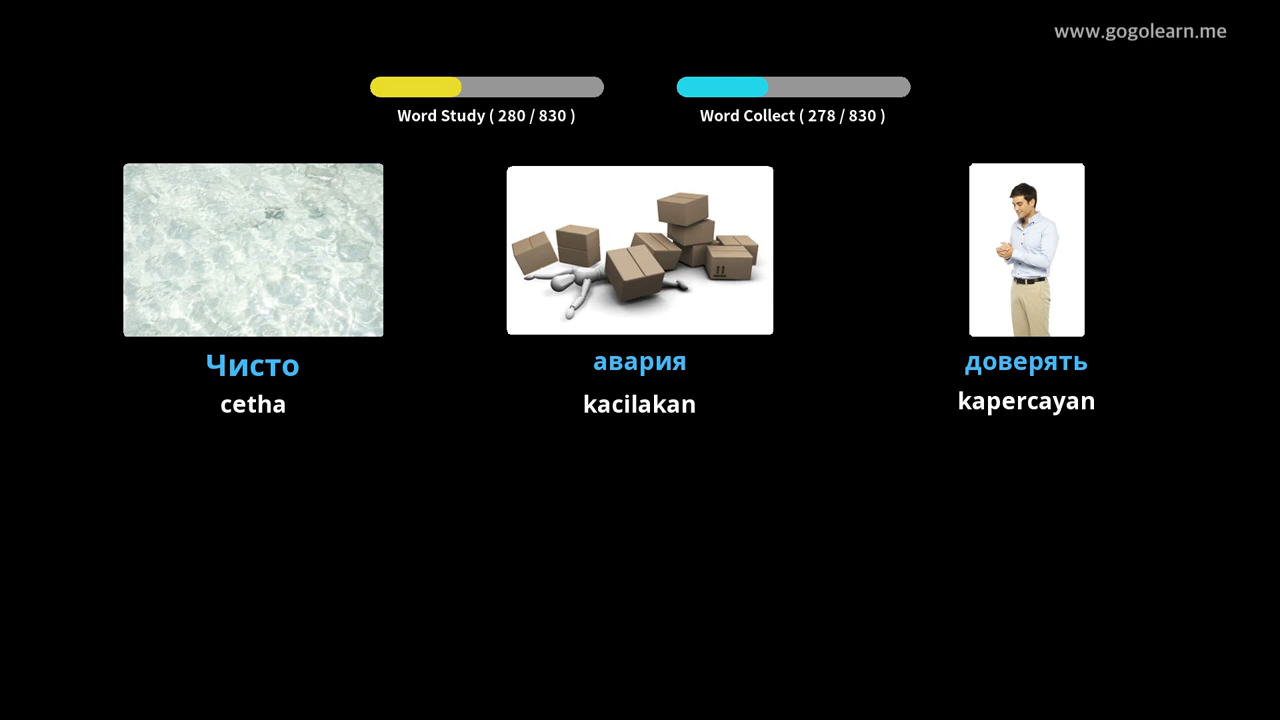 www.gogolearn.me
Word Study ( 280 / 830 )
Word Collect ( 278 / 830 )
Чисто
авария
доверять
cetha
kacilakan
kapercayan